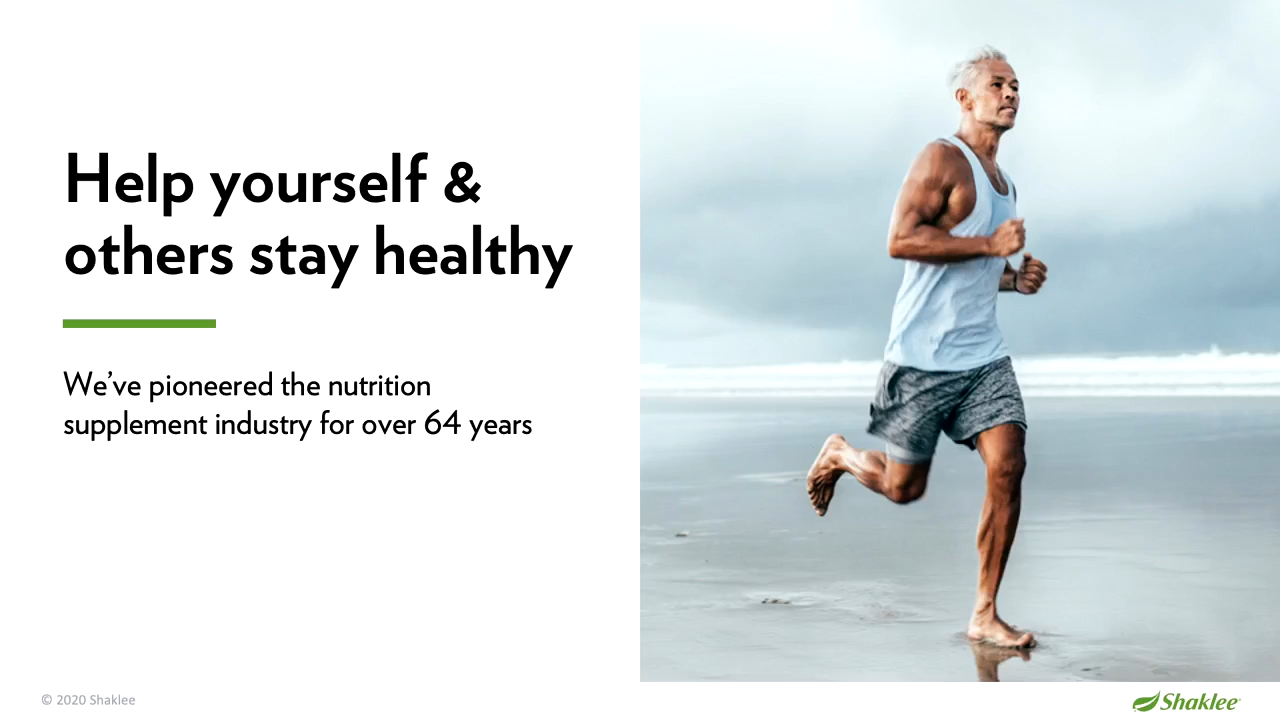 Help yourself &
others stay healthy
We’ve pioneered the nutrition
supplement industry for over 64 years
© 2020 Shaklee
Shaklee